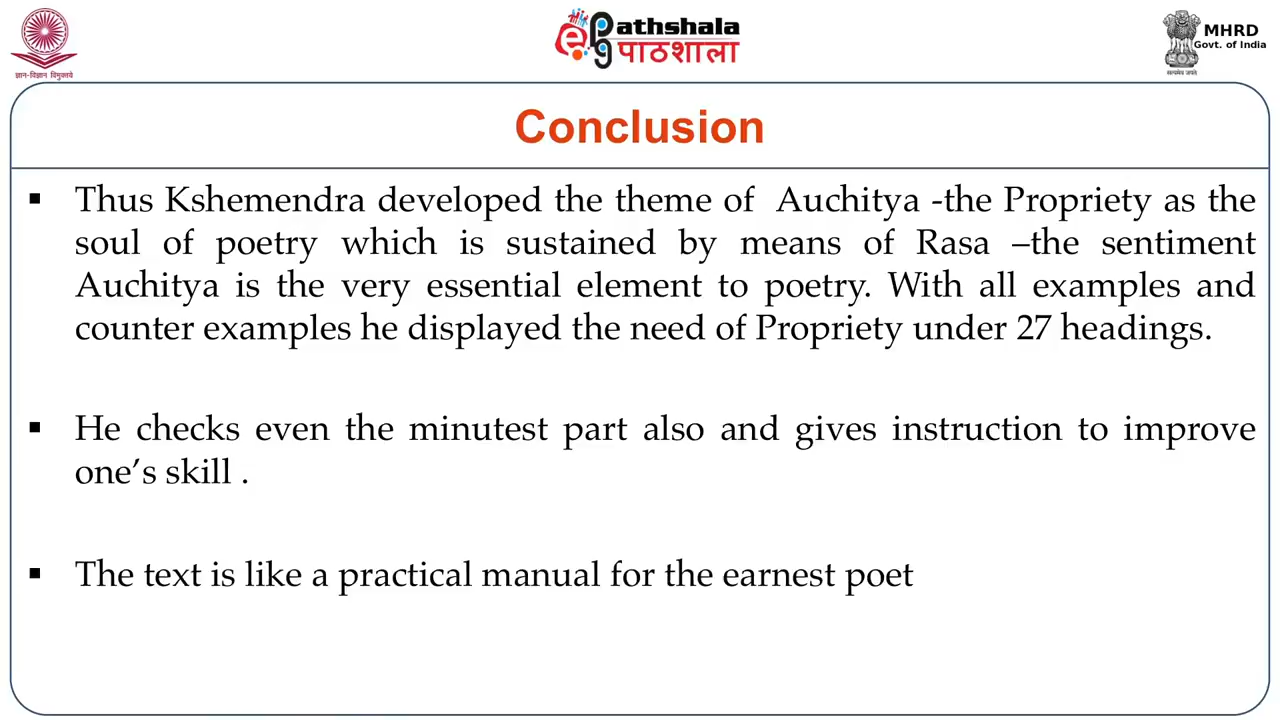 ज्ञान-विज्ञान विमुक्तये
ePathshala
पाठशाला
MHRD
Govt. of India
सत्यमेव जयते
Conclusion
▪ Thus Kshemendra developed the theme of Auchitya -the Propriety as the
soul of poetry which is sustained by means of Rasa –the sentiment
Auchitya is the very essential element to poetry. With all examples and
counter examples he displayed the need of Propriety under 27 headings.
▪ He checks even the minutest part also and gives instruction to improve
one’s skill .
▪ The text is like a practical manual for the earnest poet